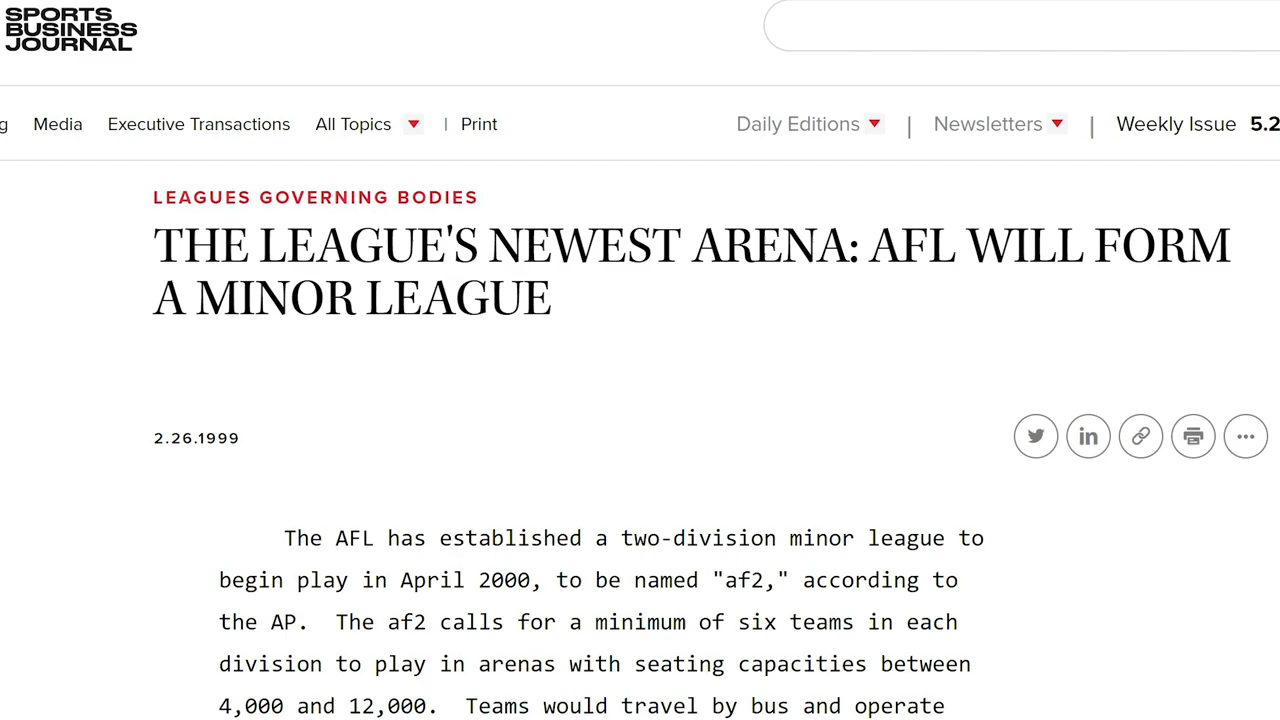 SPORTS
BUSINESS
JOURNAL
g Media Executive Transactions All Topics | Print Daily Editions | Newsletters | Weekly Issue 5.2
LEAGUES GOVERNING BODIES
THE LEAGUE'S NEWEST ARENA: AFL WILL FORM
A MINOR LEAGUE
2.26.1999
The AFL has established a two-division minor league to
begin play in April 2000, to be named "af2," according to
the AP. The af2 calls for a minimum of six teams in each
division to play in arenas with seating capacities between
4,000 and 12,000. Teams would travel by bus and operate